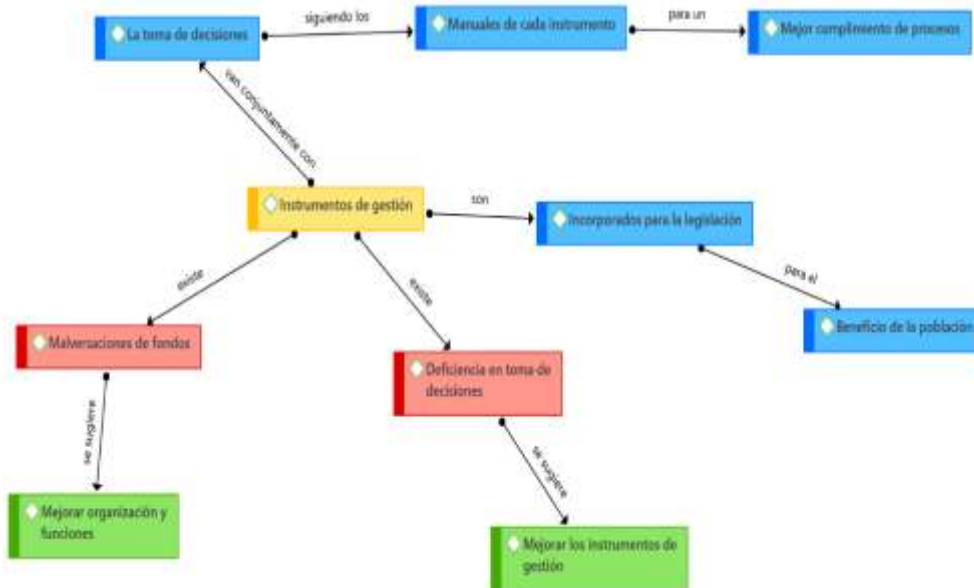 La toma de decisiones
siguiendo los
Manuales de cada instrumento
para un
Mejor cumplimiento de procesos
van conjuntamente con
Instrumentos de gestión
son
Incorporados para la legislación
para el
Beneficio de la población
existe
existe
Malversaciones de fondos
Deficiencia en toma de
decisiones
se sugiere
se sugiere
Mejorar organización y
funciones
Mejorar los instrumentos de
gestión